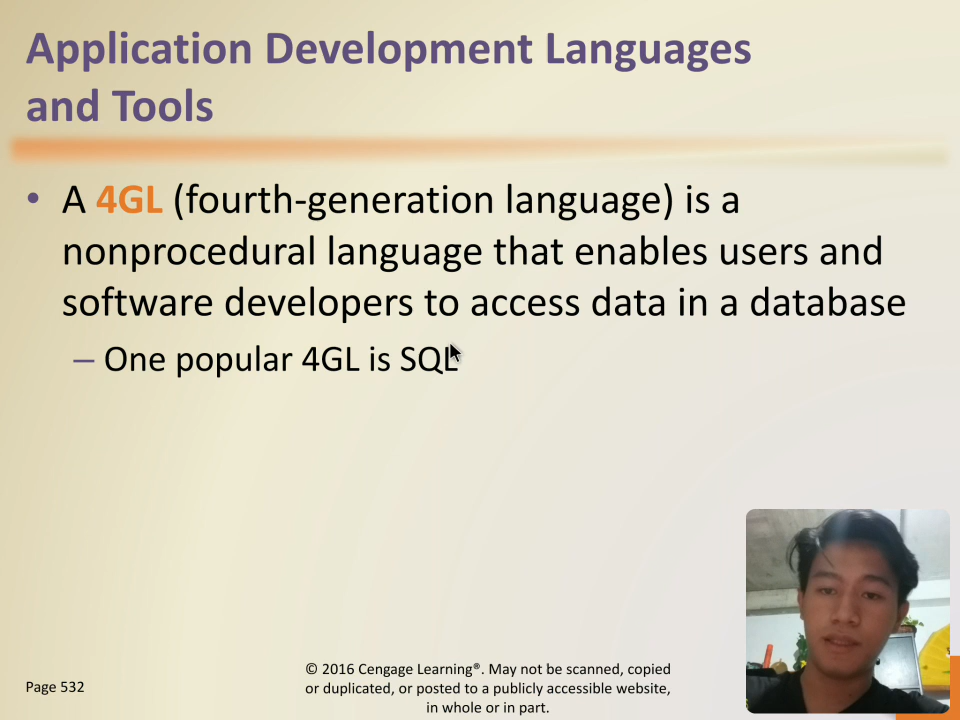 Application Development Languages
and Tools
• A 4GL (fourth-generation language) is a
nonprocedural language that enables users and
software developers to access data in a database
– One popular 4GL is SQL
Page 532
© 2016 Cengage Learning®. May not be scanned, copied
or duplicated, or posted to a publicly accessible website,
in whole or in part.